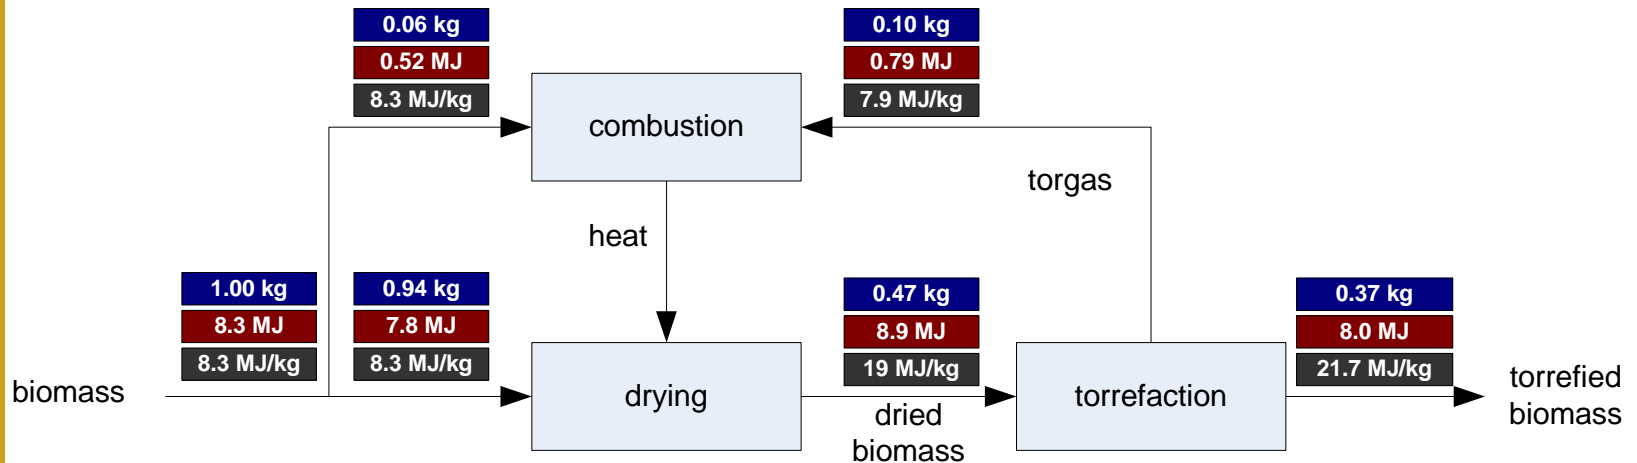 0.06 kg
0.52 MJ
8.3 MJ/kg
0.10 kg
0.79 MJ
7.9 MJ/kg
combustion
torgas
heat
1.00 kg
8.3 MJ
8.3 MJ/kg
0.94 kg
7.8 MJ
8.3 MJ/kg
0.47 kg
8.9 MJ
19 MJ/kg
0.37 kg
8.0 MJ
21.7 MJ/kg
biomass
drying
dried
biomass
torrefaction
torrefied
biomass